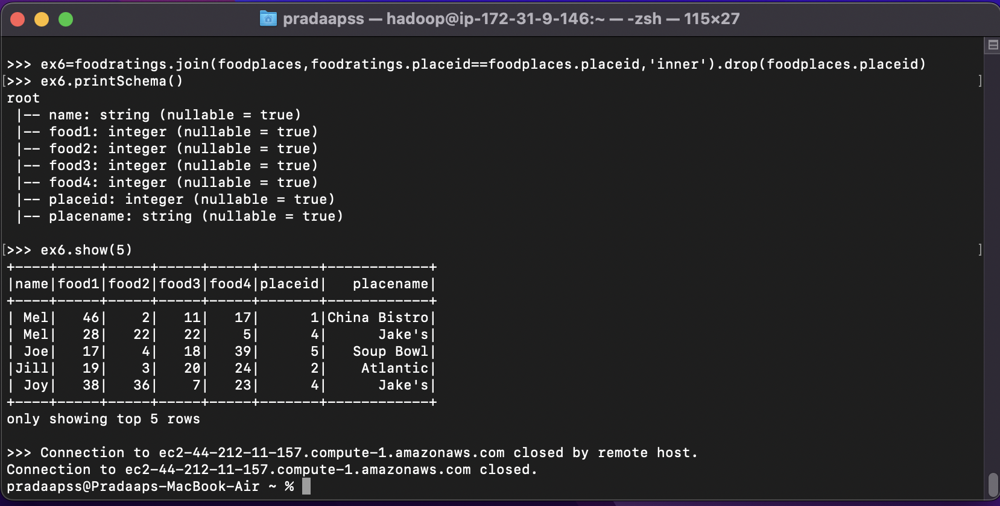 pradaapss — hadoop@ip-172-31-9-146:~ — -zsh — 115×27
>>> ex6=foodratings.join(foodplaces,foodratings.placeid==foodplaces.placeid,'inner').drop(foodplaces.placeid)
[>>> ex6.printSchema() ]
root
 |-- name: string (nullable = true)
 |-- food1: integer (nullable = true)
 |-- food2: integer (nullable = true)
 |-- food3: integer (nullable = true)
 |-- food4: integer (nullable = true)
 |-- placeid: integer (nullable = true)
 |-- placename: string (nullable = true)
[>>> ex6.show(5) ]
+----+-----+-----+-----+-----+-------+------------+
|name|food1|food2|food3|food4|placeid|   placename|
+----+-----+-----+-----+-----+-------+------------+
| Mel|   46|    2|   11|   17|      1|China Bistro|
| Mel|   28|   22|   22|    5|      4|      Jake's|
| Joe|   17|    4|   18|   39|      5|   Soup Bowl|
|Jill|   19|    3|   20|   24|      2|    Atlantic|
| Joy|   38|   36|    7|   23|      4|      Jake's|
+----+-----+-----+-----+-----+-------+------------+
only showing top 5 rows
>>> Connection to ec2-44-212-11-157.compute-1.amazonaws.com closed by remote host.
Connection to ec2-44-212-11-157.compute-1.amazonaws.com closed.
pradaapss@Pradaaps-MacBook-Air ~ %